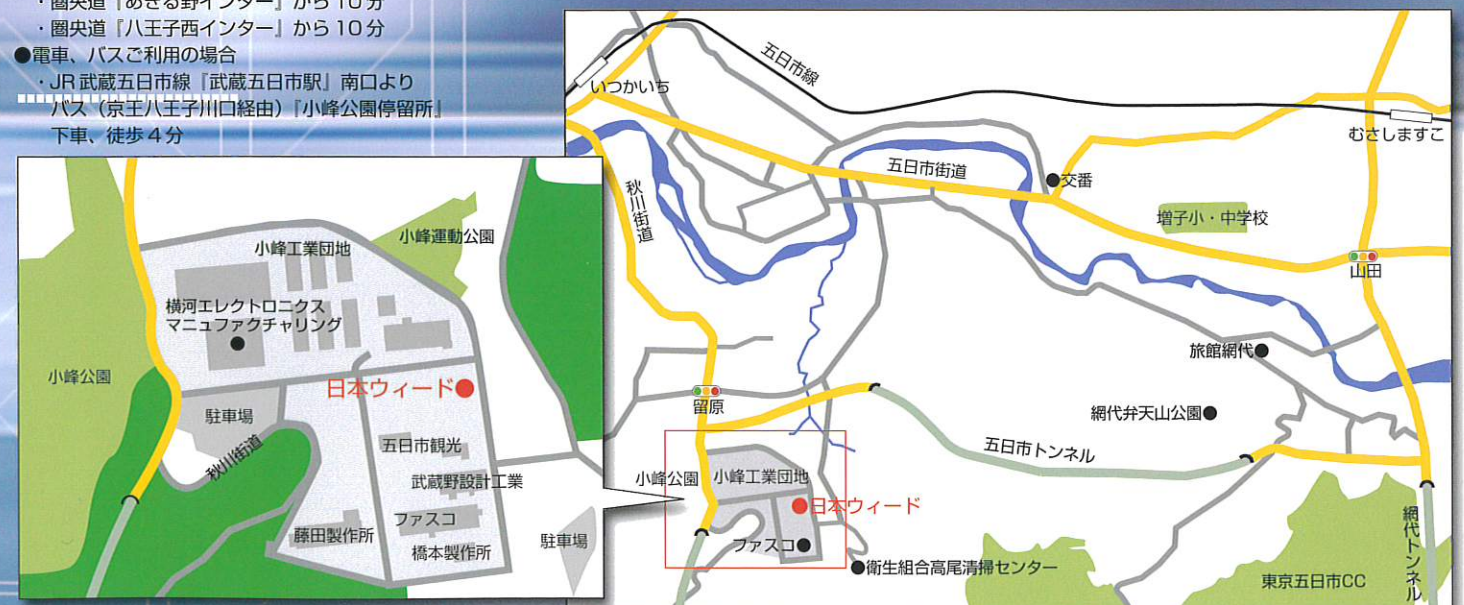 ・圏央道『あきる野インター』から10分
・圏央道『八王子西インター』から10分
●電車、バスご利用の場合
・JR武蔵五日市線『武蔵五日市駅』南口より
バス（京王八王子川口経由）『小峰公園停留所』
下車、徒歩4分
小峰工業団地
小峰運動公園
横河エレクトロニクス
マニュファクチャリング
小峰公園
日本ウィード
駐車場
秋川街道
五日市観光
武蔵野設計工業
ファスコ
藤田製作所
橋本製作所
駐車場
五日市線
いつかいち
むさしますこ
五日市街道
交番
秋川街道
増子小・中学校
山田
旅館網代
留原
網代弁天山公園
五日市トンネル
小峰公園
小峰工業団地
日本ウィード
ファスコ
衛生組合高尾清掃センター
網代トンネル
東京五日市CC